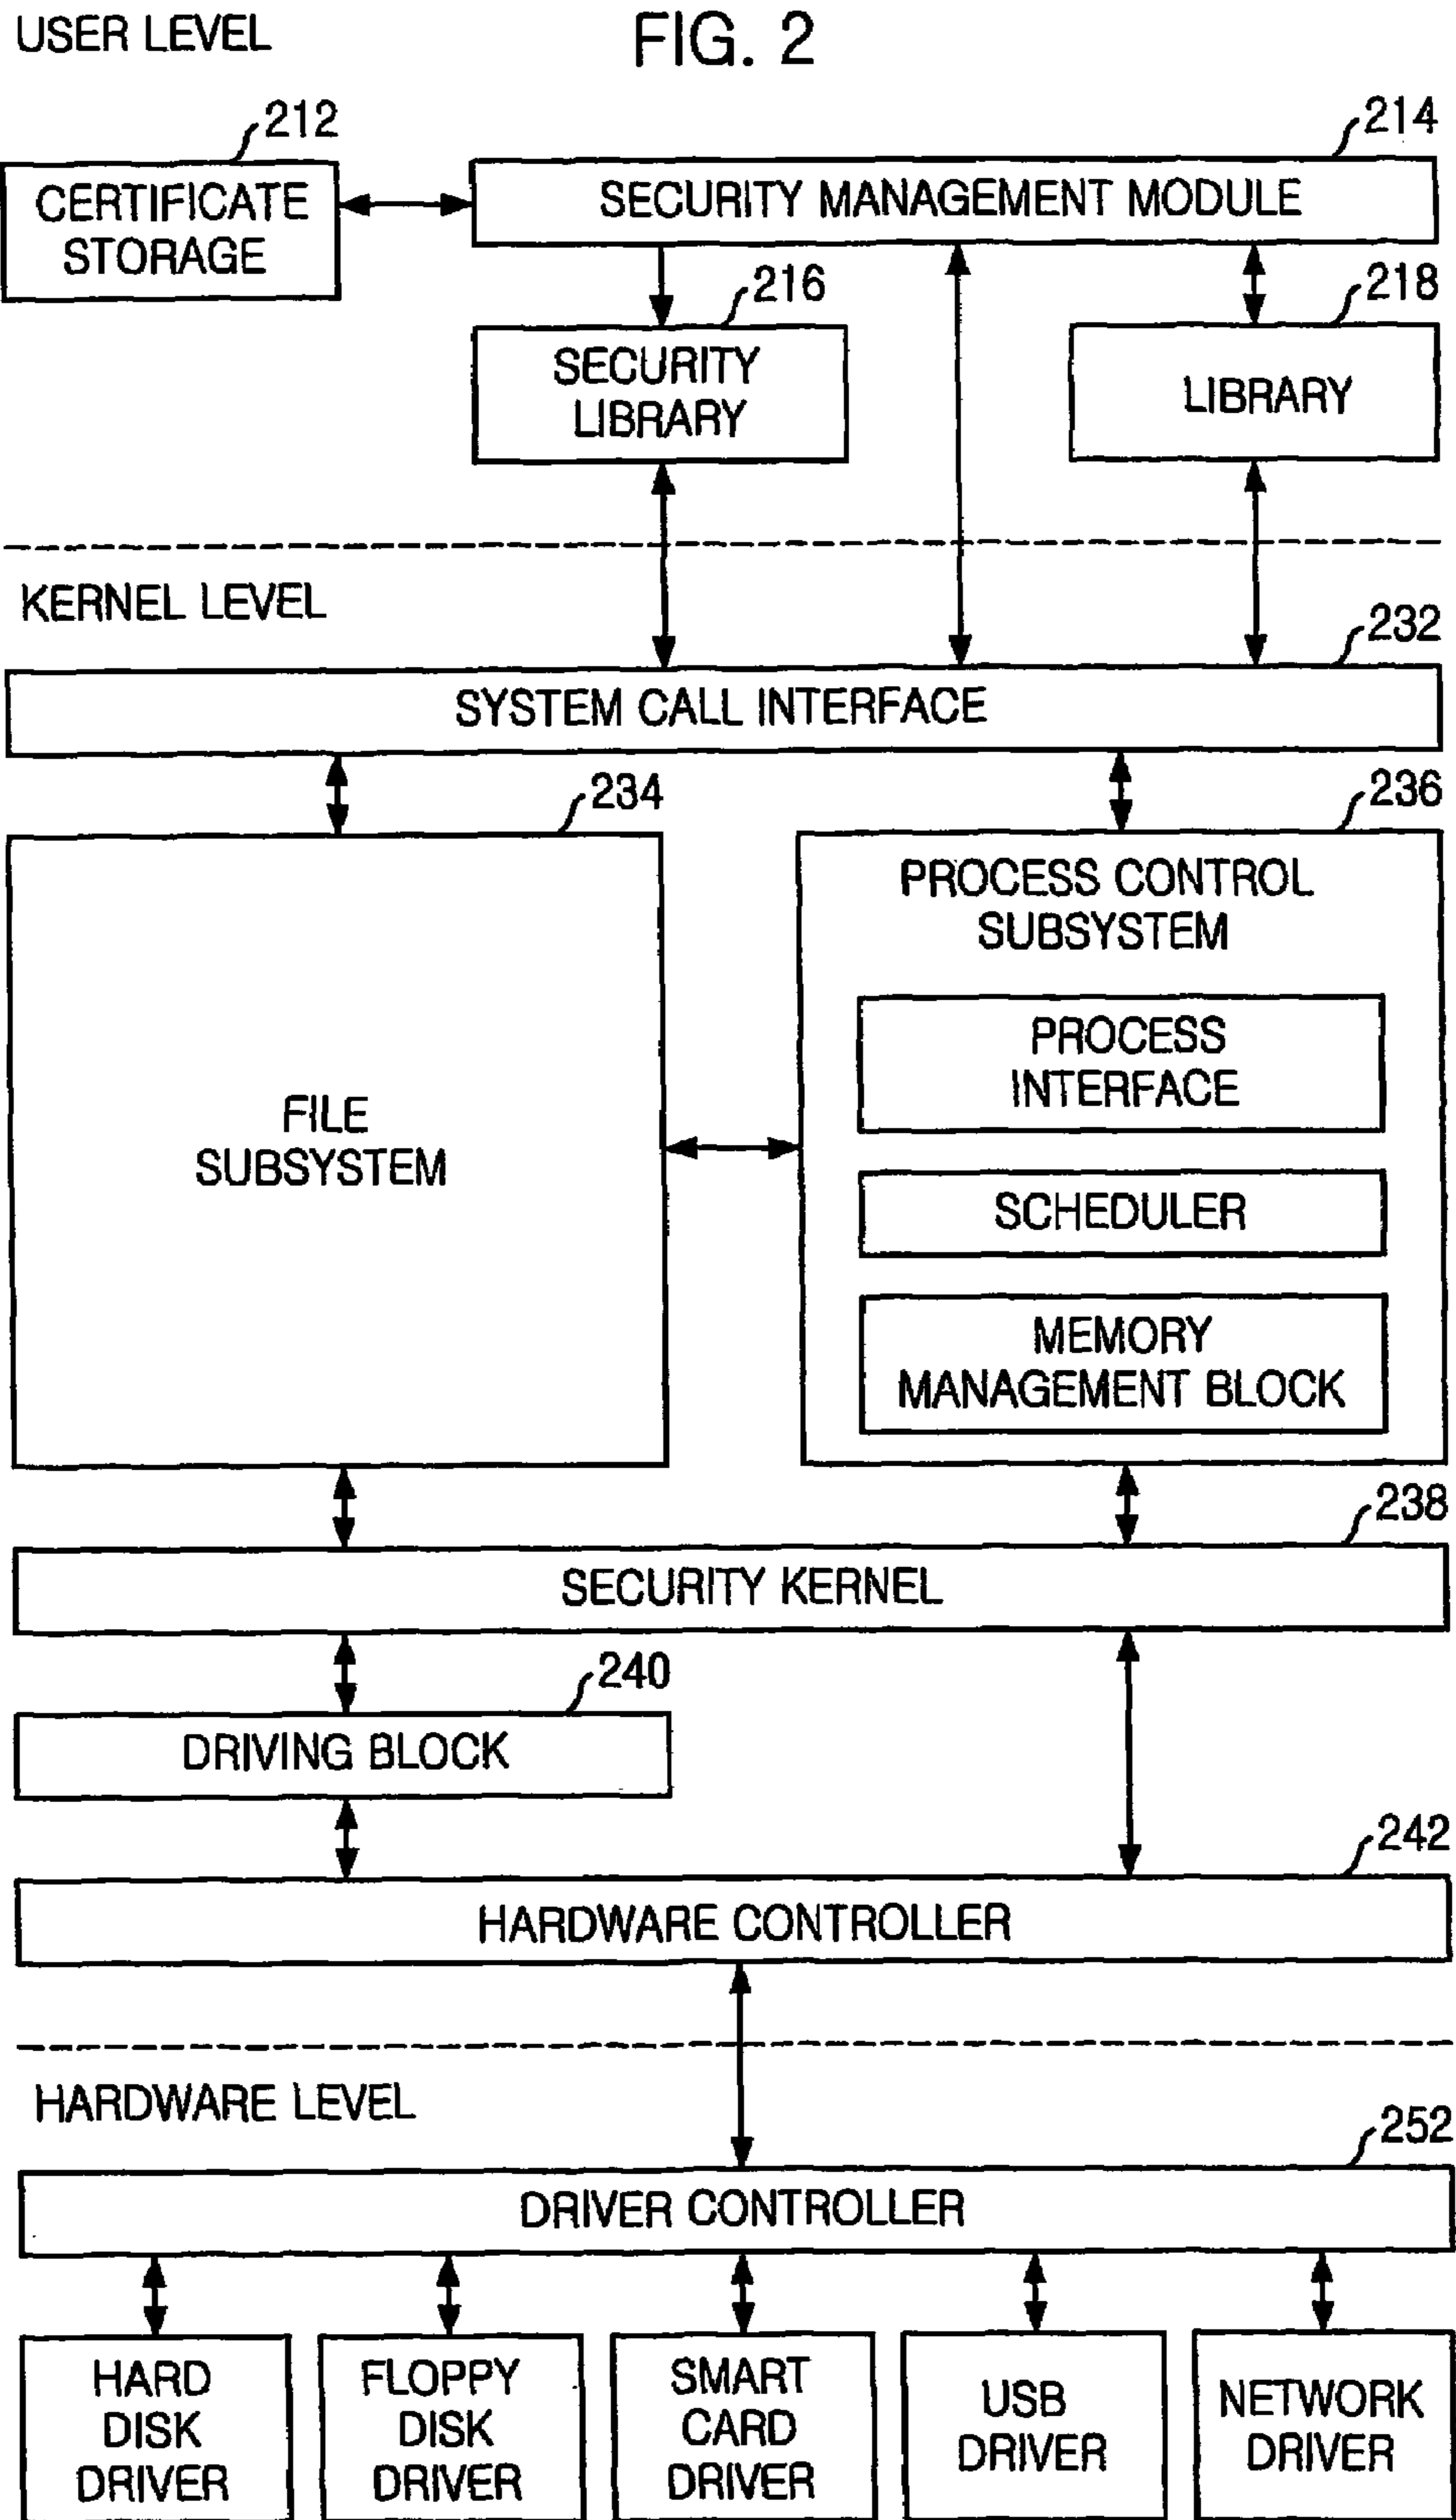 USER LEVEL
FIG. 2
212
214
CERTIFICATE
STORAGE
SECURITY MANAGEMENT MODULE
216
218
SECURITY
LIBRARY
LIBRARY
KERNEL LEVEL
232
SYSTEM CALL INTERFACE
234
236
FILE
SUBSYSTEM
PROCESS CONTROL
SUBSYSTEM
PROCESS
INTERFACE
SCHEDULER
MEMORY
MANAGEMENT BLOCK
238
SECURITY KERNEL
240
DRIVING BLOCK
242
HARDWARE CONTROLLER
HARDWARE LEVEL
252
DRIVER CONTROLLER
HARD
DISK
DRIVER
FLOPPY
DISK
DRIVER
SMART
CARD
DRIVER
USB
DRIVER
NETWORK
DRIVER